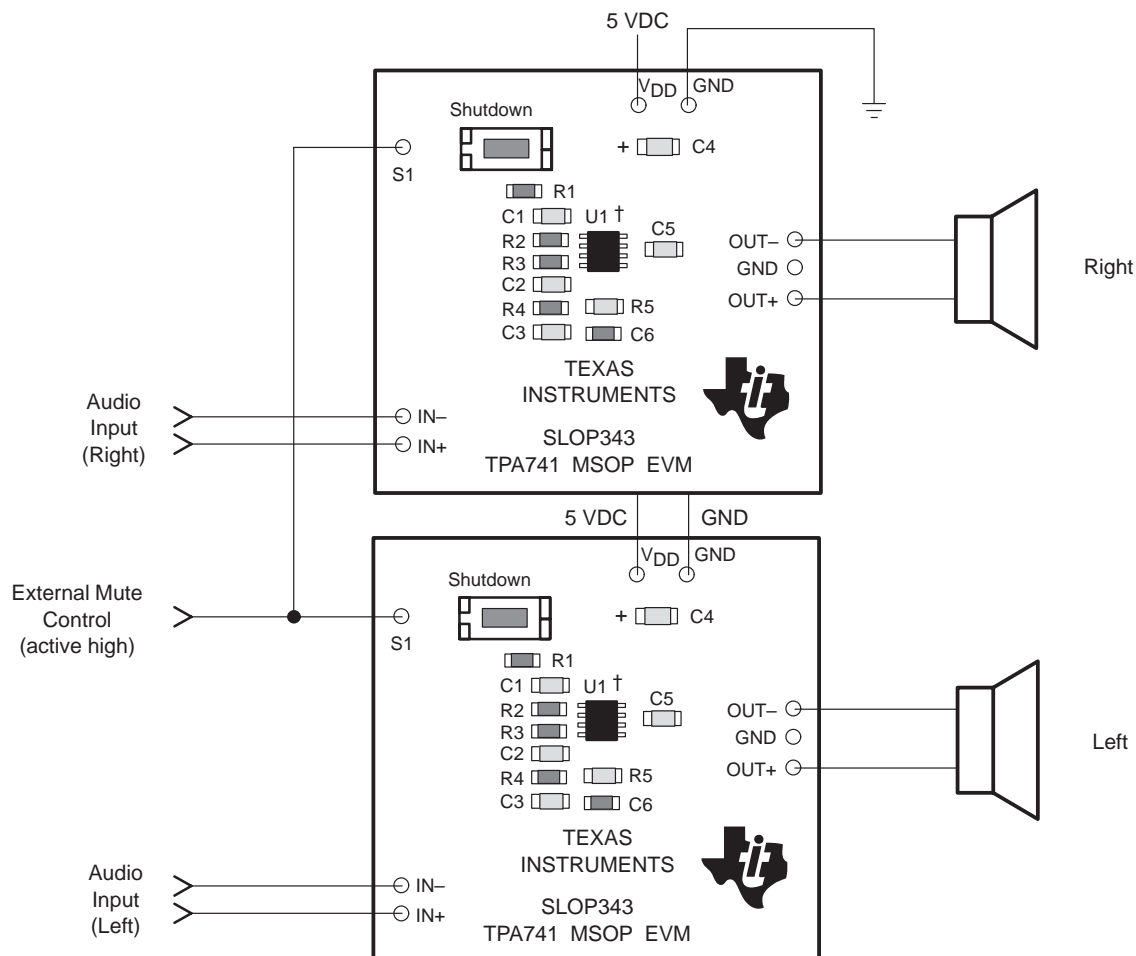 5 VDC
VDD GND
Shutdown
S1
+ C4
R1
C1 U1 †
R2
C5
R3
C2
R4 R5
C3 C6
OUT–
GND
OUT+
Right
TEXAS
INSTRUMENTS
SLOP343
TPA741 MSOP EVM
Audio
Input
(Right)
IN–
IN+
5 VDC GND
VDD GND
Shutdown
External Mute
Control
(active high)
S1
+ C4
R1
C1 U1 †
R2
C5
R3
C2
R4 R5
C3 C6
OUT–
GND
OUT+
Left
TEXAS
INSTRUMENTS
SLOP343
TPA741 MSOP EVM
Audio
Input
(Left)
IN–
IN+